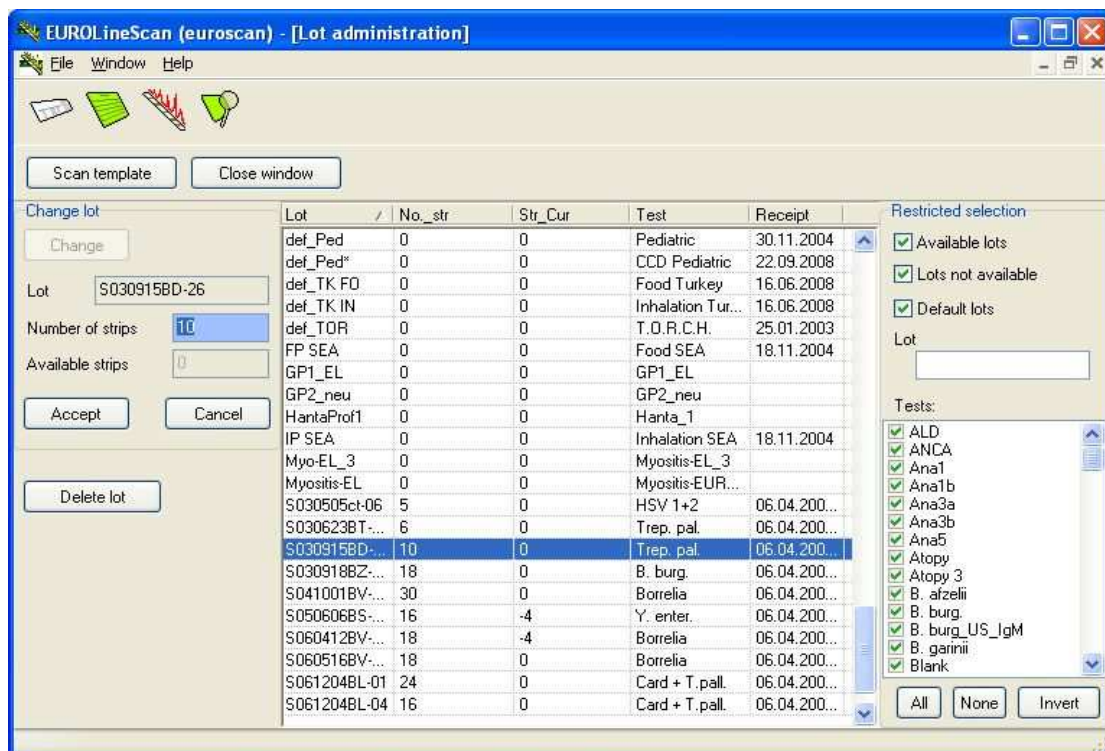 EUROLineScan (euroscan) - [Lot administration]
File Window Help
Scan template Close window
Change lot
Change
Lot S030915BD-26
Number of strips 10
Available strips 0
Accept Cancel
Delete lot
Lot No._str Str_Cur Test Receipt
def_Ped 0 0 Pediatric 30.11.2004
def_Ped* 0 0 CCD Pediatric 22.09.2008
def_TK FO 0 0 Food Turkey 16.06.2008
def_TK IN 0 0 Inhalation Tur... 16.06.2008
def_TOR 0 0 T.O.R.C.H. 25.01.2003
FP SEA 0 0 Food SEA 18.11.2004
GP1_EL 0 0 GP1_EL
GP2_neu 0 0 GP2_neu
HantaProf1 0 0 Hanta_1
IP SEA 0 0 Inhalation SEA 18.11.2004
Myo-EL_3 0 0 Myositis-EL_3
Myositis-EL 0 0 Myositis-EUR...
S030505ct-06 5 0 HSV 1+2 06.04.200...
S030623BT-... 6 0 Trep. pal. 06.04.200...
S030915BD-... 10 0 Trep. pal. 06.04.200...
S030918BZ-... 18 0 B. burg. 06.04.200...
S041001BV-... 30 0 Borrelia 06.04.200...
S050606BS-... 16 -4 Y. enter. 06.04.200...
S060412BV-... 18 -4 Borrelia 06.04.200...
S060516BV-... 18 0 Borrelia 06.04.200...
S061204BL-01 24 0 Card + T.pall. 06.04.200...
S061204BL-04 16 0 Card + T.pall. 06.04.200...
Restricted selection
Available lots
Lots not available
Default lots
Lot
Tests:
ALD
ANCA
Ana1
Ana1b
Ana3a
Ana3b
Ana5
Atopy
Atopy 3
B. afzelii
B. burg.
B. burg_US_IgM
B. garinii
Blank
All None Invert